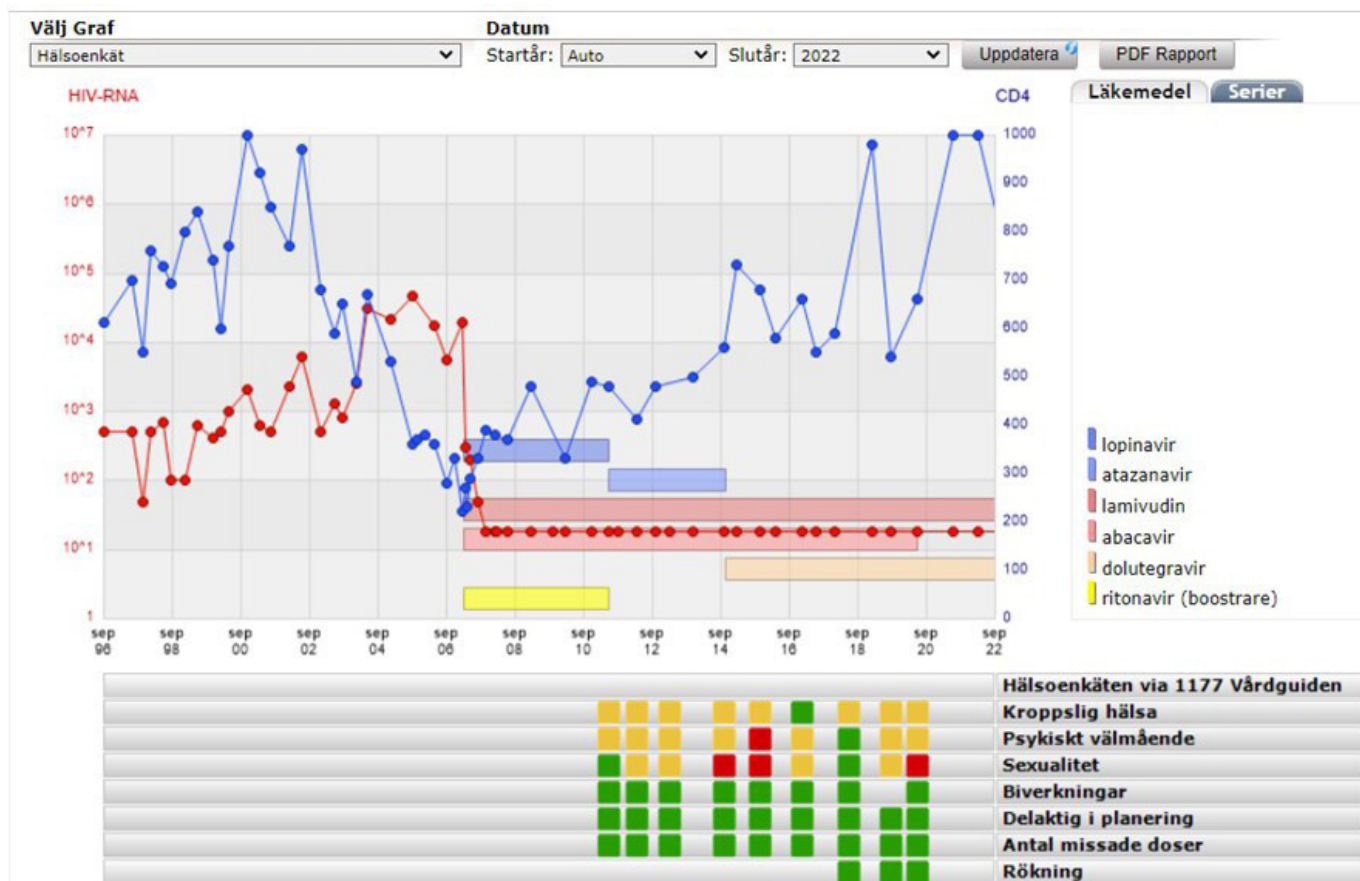 Välj Graf Datum
Hälsoenkät Startår: Auto Slutår: 2022 Uppdatera PDF Rapport
HIV-RNA CD4 Läkemedel Serier
10^7 1000
900
10^6
800
10^5
700
10^4 600
500
10^3
400
10^2 300
200
10^1
100
1 0
lopinavir
atazanavir
lamivudin
abacavir
dolutegravir
ritonavir (boostrare)
sep sep sep sep sep sep sep sep sep sep sep sep sep sep
96 98 00 02 04 06 08 10 12 14 16 18 20 22
Hälsoenkäten via 1177 Vårdguiden
Kroppslig hälsa
Psykiskt välmående
Sexualitet
Biverkningar
Delaktig i planering
Antal missade doser
Rökning